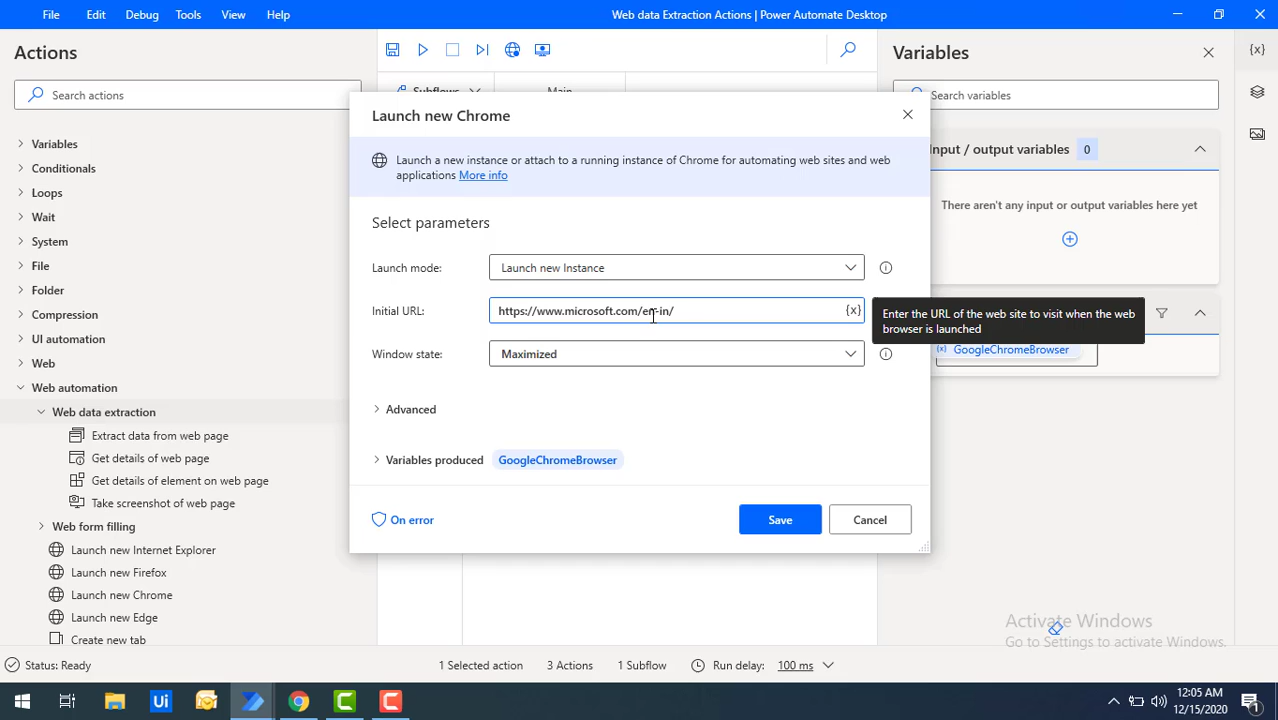 File Edit Debug Tools View Help
Web data Extraction Actions | Power Automate Desktop
Actions
Search actions
Variables
Conditionals
Loops
Wait
System
File
Folder
Compression
UI automation
Web
Web automation
Web data extraction
Extract data from web page
Get details of web page
Get details of element on web page
Take screenshot of web page
Web form filling
Launch new Internet Explorer
Launch new Firefox
Launch new Chrome
Launch new Edge
Create new tab
Subflows
Main
Launch new Chrome
Launch a new instance or attach to a running instance of Chrome for automating web sites and web
applications More info
Select parameters
Launch mode: Launch new Instance
Initial URL: https://www.microsoft.com/en-in/ {x}
Window state: Maximized
Advanced
Variables produced GoogleChromeBrowser
On error
Save
Cancel
Variables
{x}
Search variables
Input / output variables 0
There aren't any input or output variables here yet
Enter the URL of the web site to visit when the web
browser is launched
(x) GoogleChromeBrowser
Activate Windows
Go to Settings to activate Windows.
Status: Ready
1 Selected action
3 Actions
1 Subflow
Run delay: 100 ms
Ui
12:05 AM
12/15/2020
1